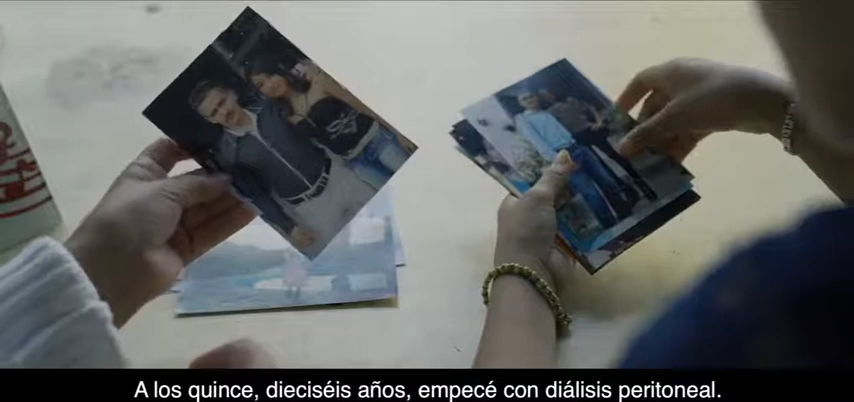 A los quince, dieciséis años, empecé con diálisis peritoneal.